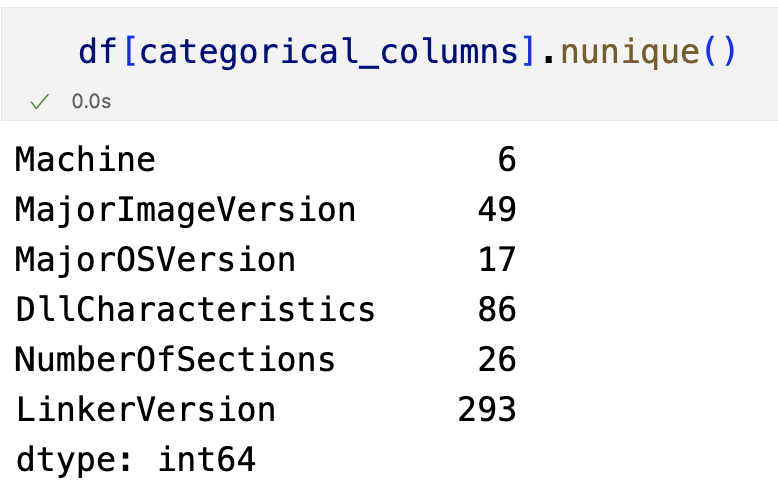 df[categorical_columns].nunique()
✓ 0.0s
Machine 6
MajorImageVersion 49
MajorOSVersion 17
DllCharacteristics 86
NumberOfSections 26
LinkerVersion 293
dtype: int64